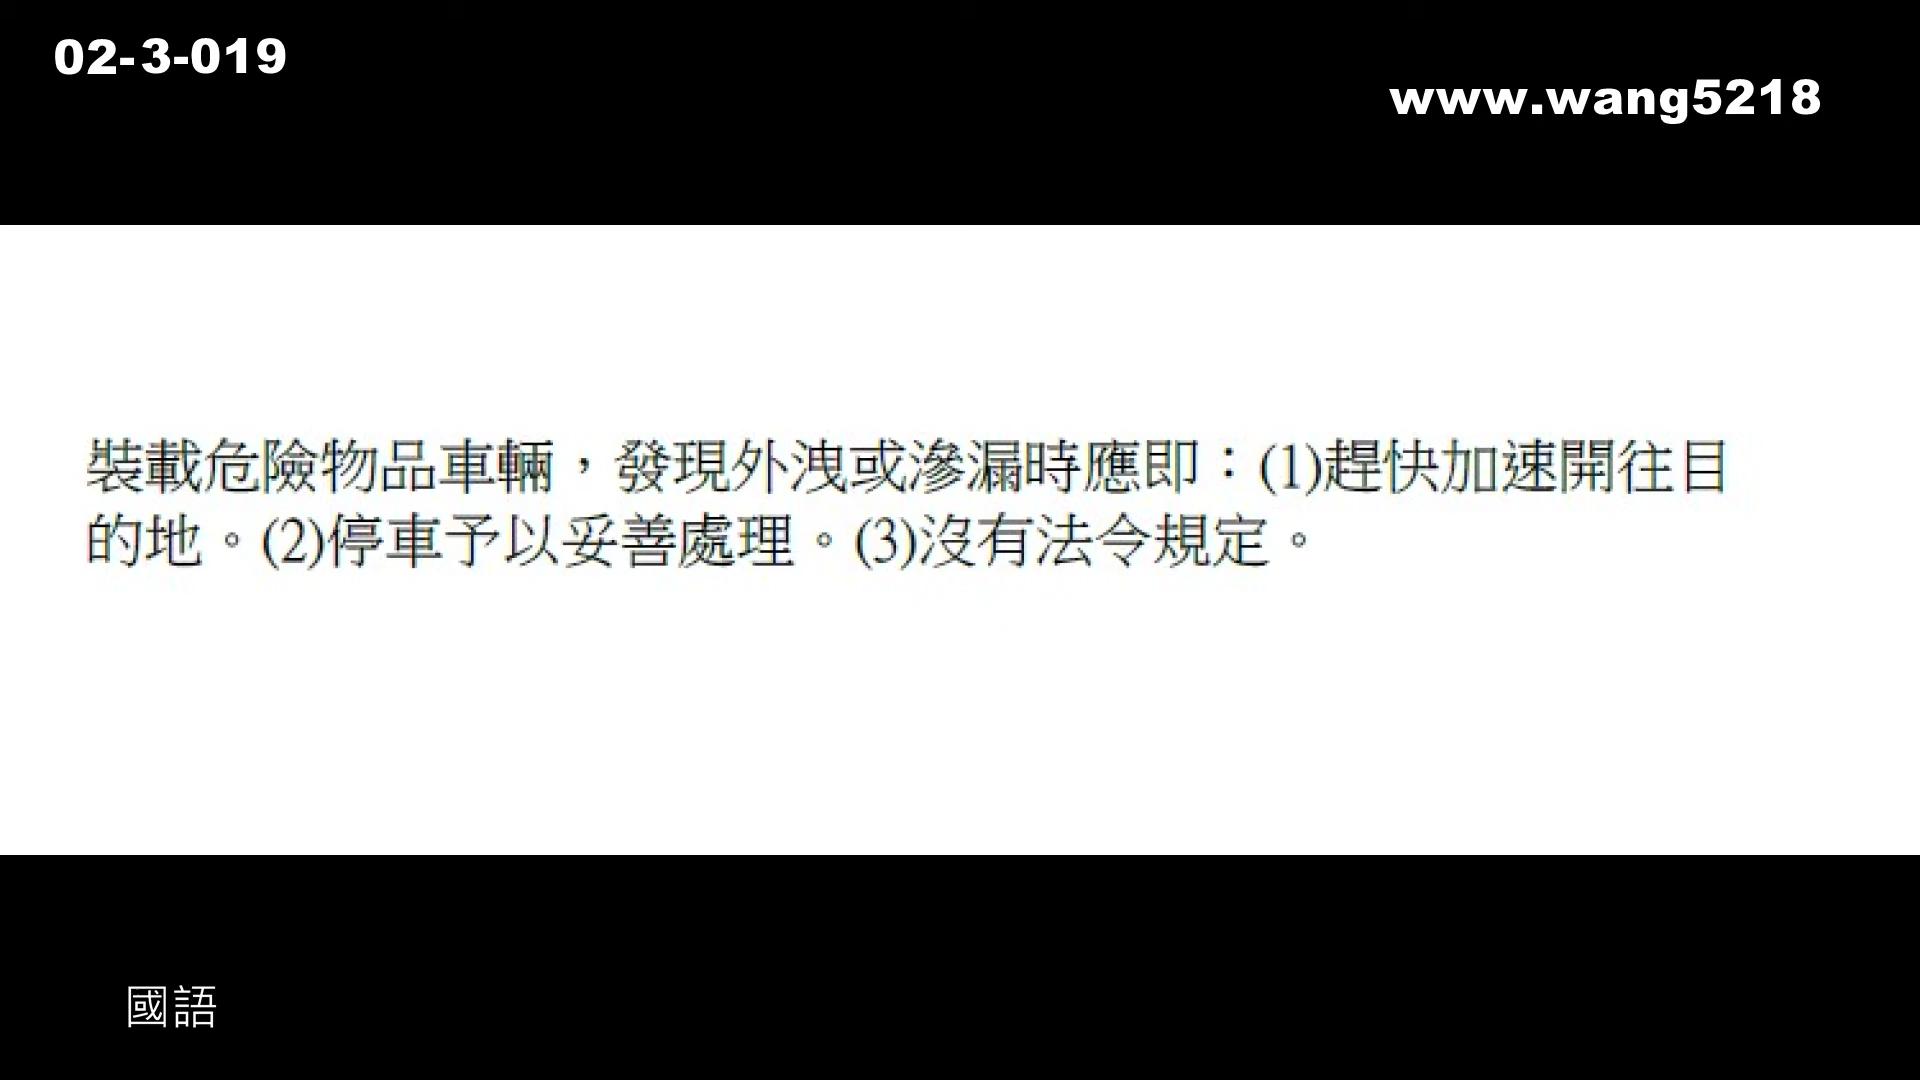 02-3-019
www.wang5218
裝載危險物品車輛，發現外洩或滲漏時應即：(1)趕快加速開往目
的地。(2)停車予以妥善處理。(3)沒有法令規定。
國語